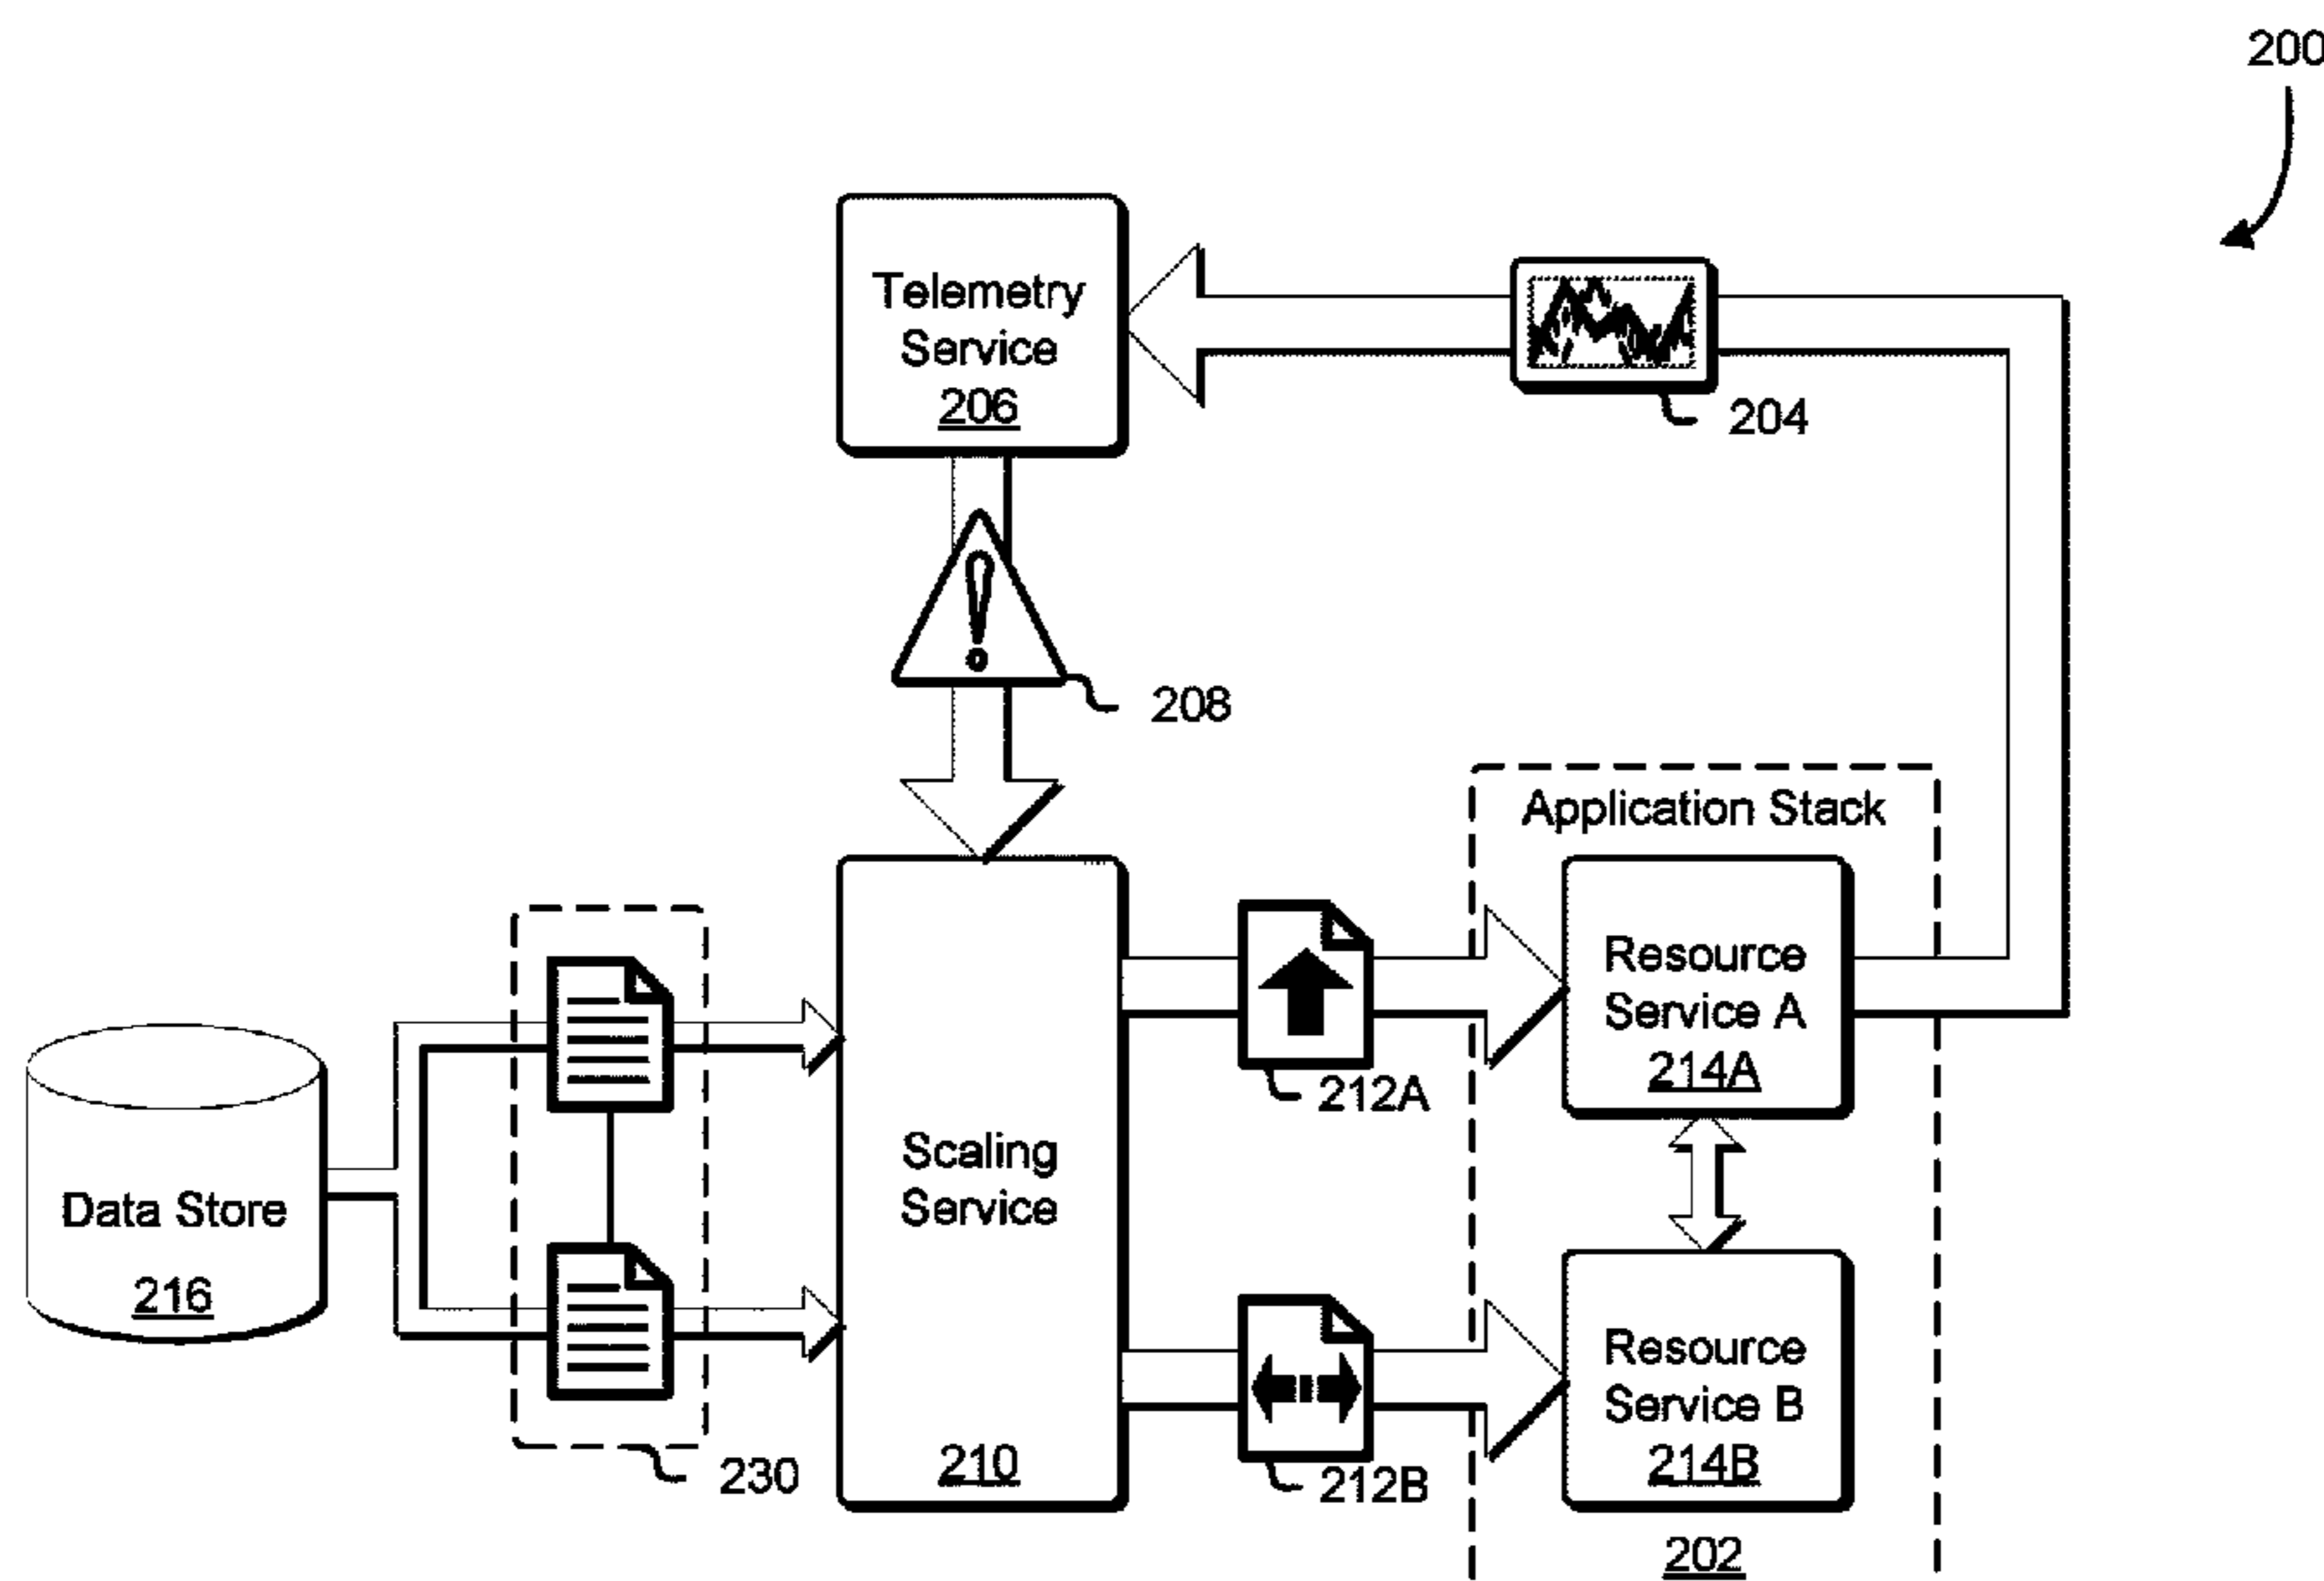 200
Telemetry
Service
206
204
208
Application Stack
Resource
Service A
214A
212A
Scaling
Service
210
Data Store
216
230
Resource
Service B
214B
212B
202